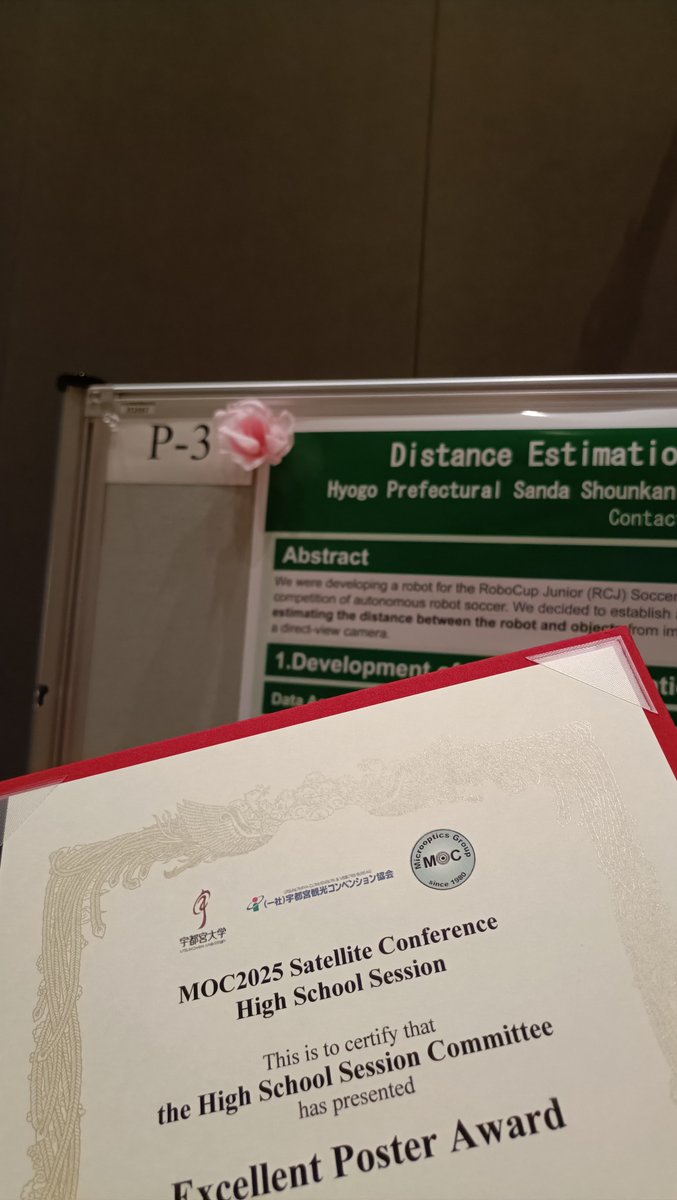 P-3
Distance Estimatio
Hyogo Prefectural Sanda Shounkan
Contac
Abstract
We were developing a robot for the RoboCup Junior (RCJ) Soccer
competition of autonomous robot soccer. We decided to establish
estimating the distance between the robot and objects from im
a direct-view camera.
1.Development
Data
Microoptics Group
MOC
since 1980
宇都宮大学
(一社)宇都宮観光コンベンション協会
MOC2025 Satellite Conference
High School Session
This is to certify that
the High School Session Committee
has presented
Excellent Poster Award